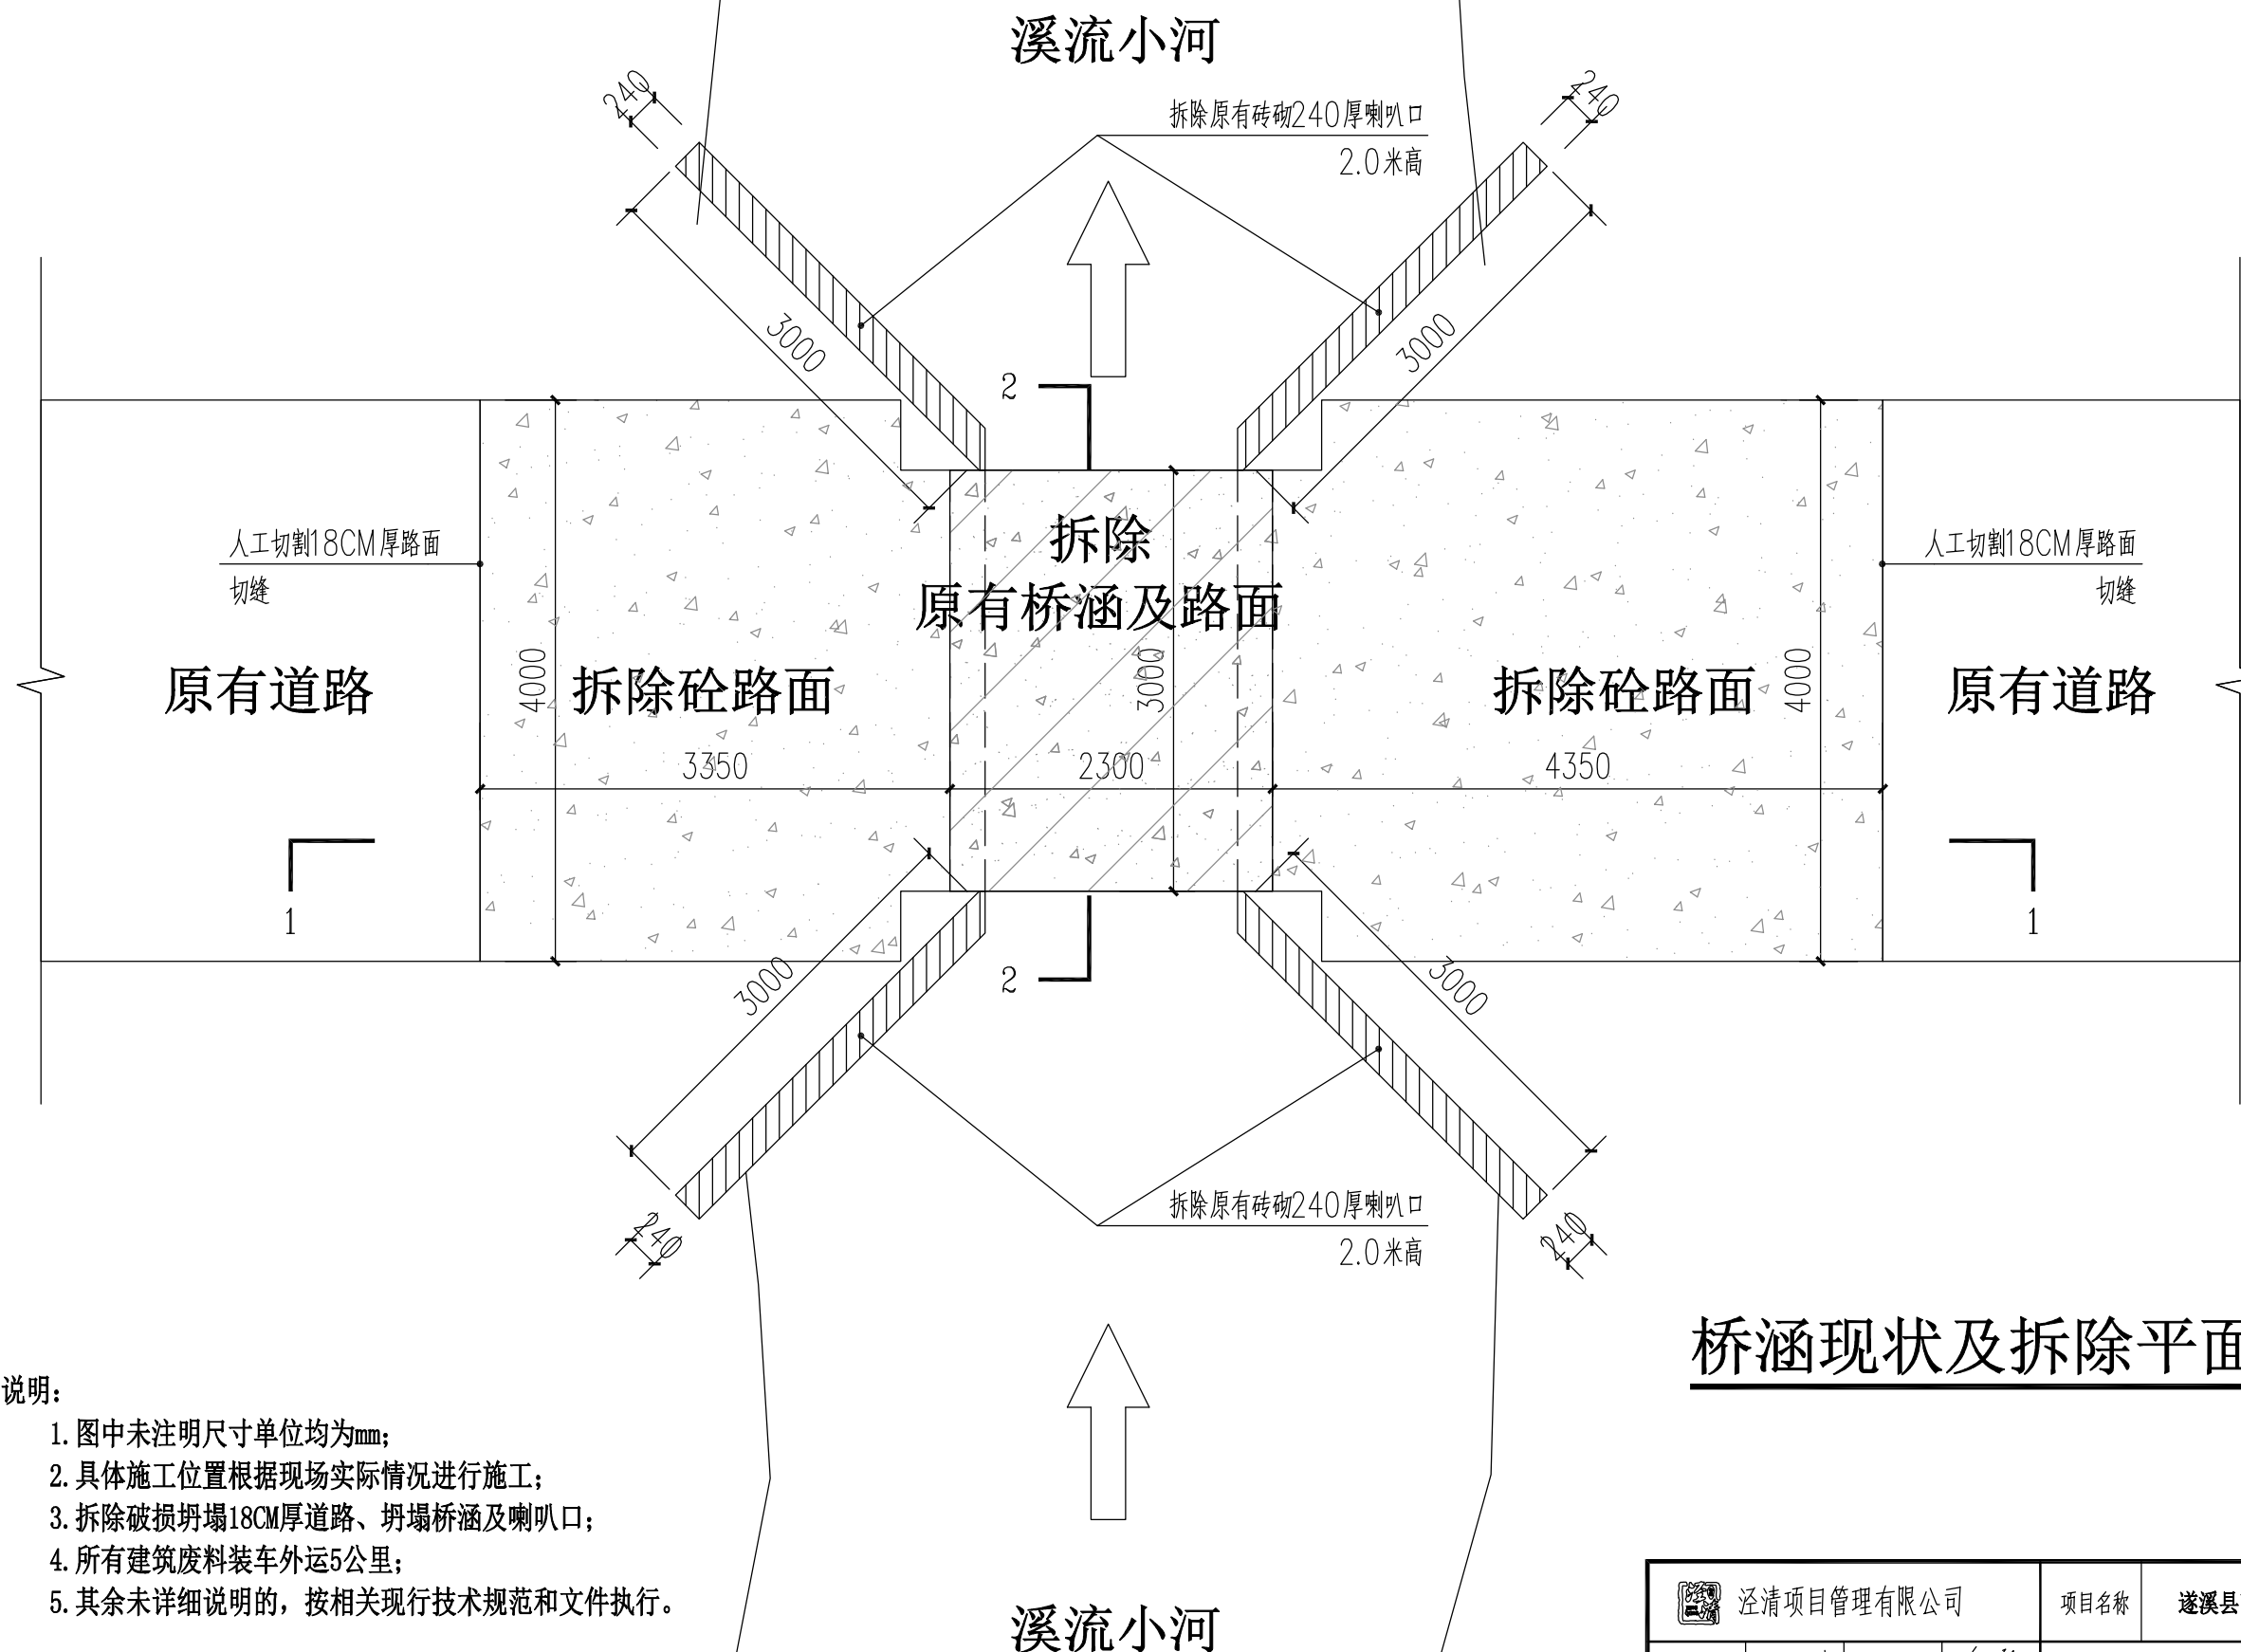 溪流小河
240
240
拆除原有砖砌240厚喇叭口
2.0米高
3000
3000
2
人工切割18CM厚路面
切缝
拆除
原有桥涵及路面
人工切割18CM厚路面
切缝
原有道路
4000
拆除砼路面
3000
拆除砼路面
4000
原有道路
3350
2300
4350
1
1
3000
2
3000
拆除原有砖砌240厚喇叭口
2.0米高
240
240
桥涵现状及拆除平面
说明:
1.图中未注明尺寸单位均为mm;
2.具体施工位置根据现场实际情况进行施工;
3.拆除破损坍塌18CM厚道路、坍塌桥涵及喇叭口;
4.所有建筑废料装车外运5公里;
5.其余未详细说明的,按相关现行技术规范和文件执行。
溪流小河
泾清项目管理有限公司
项目名称
遂溪县